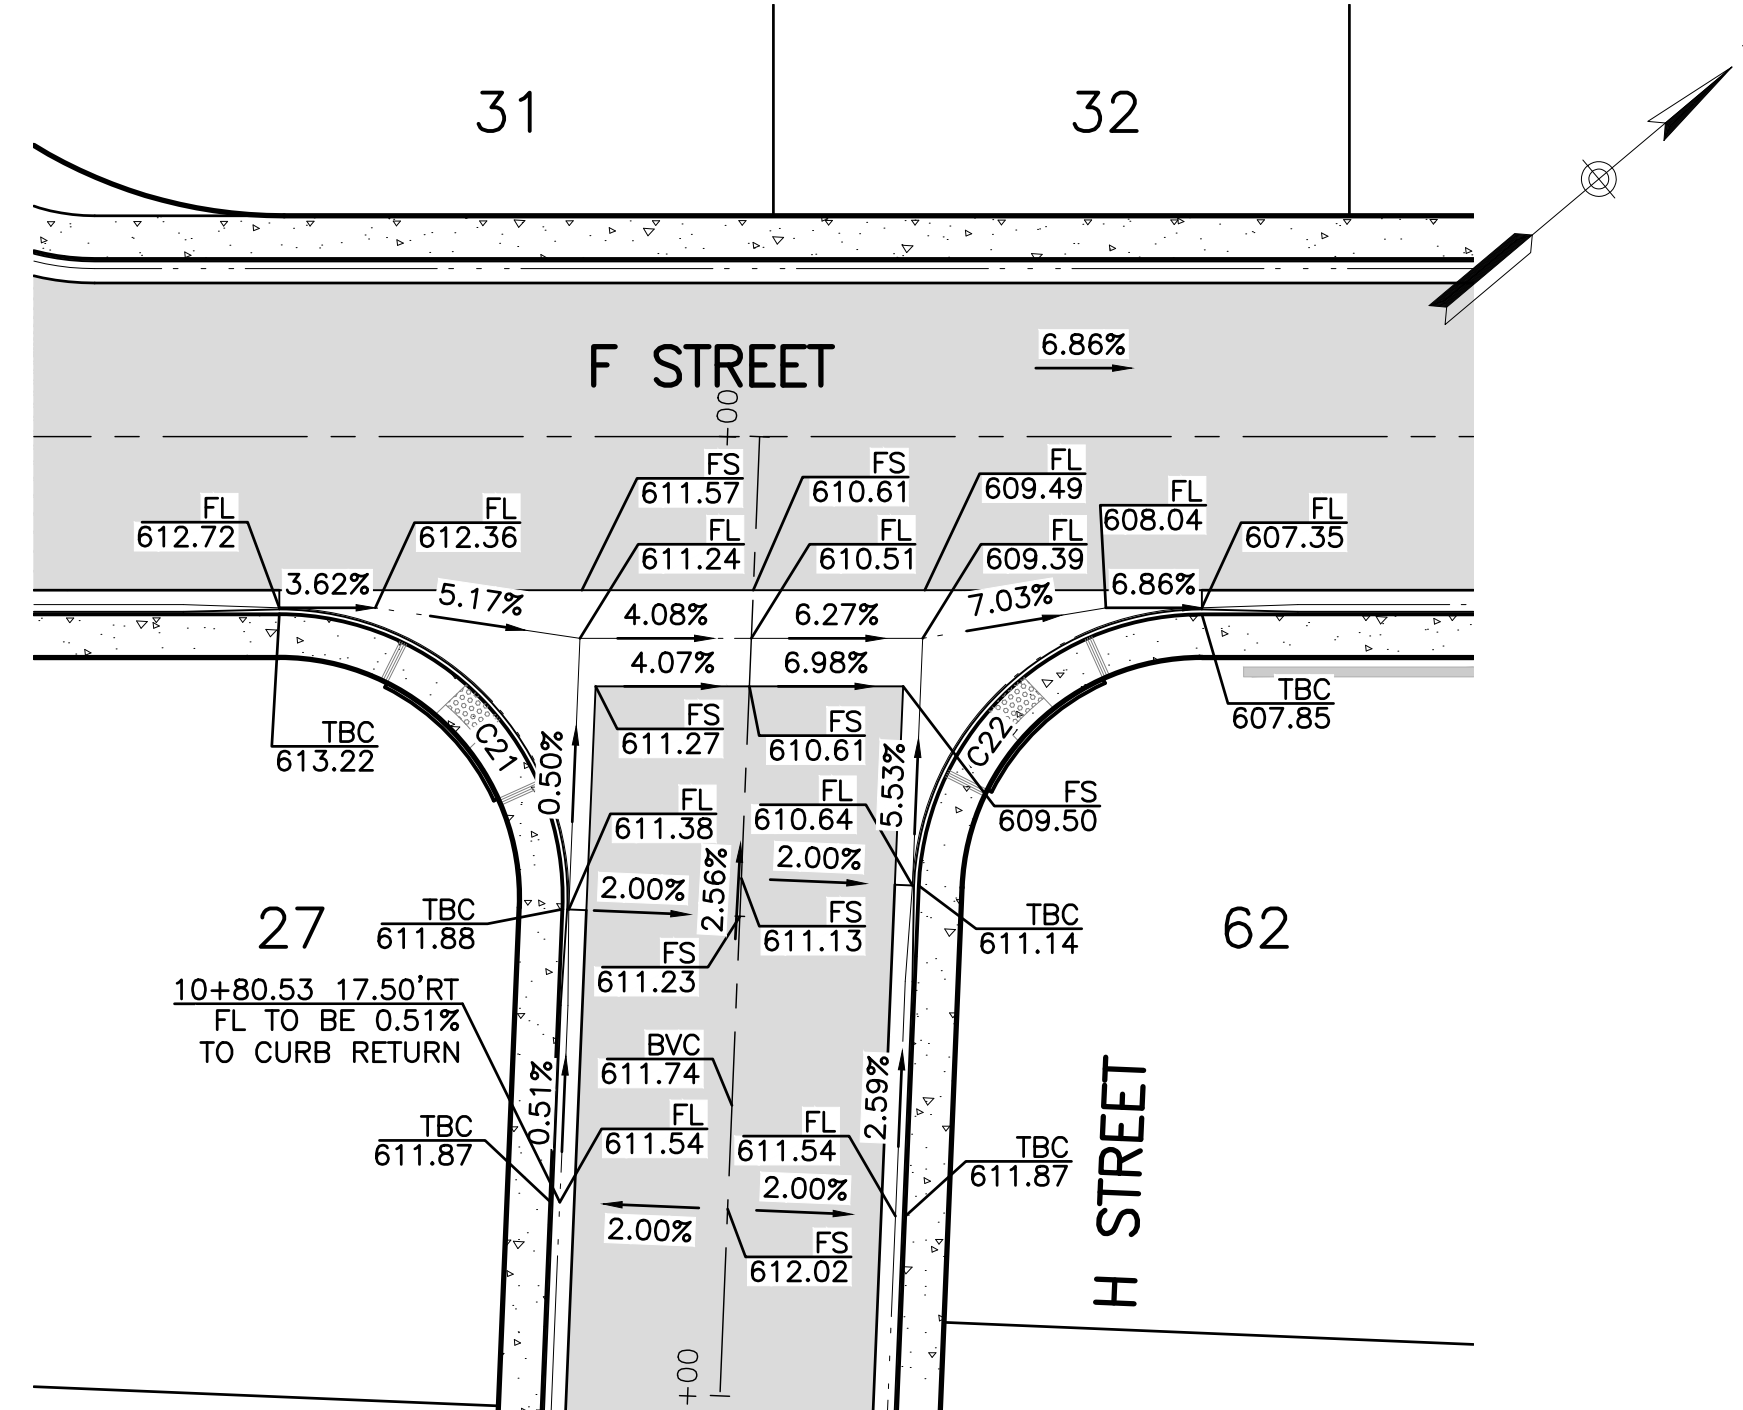 31
32
6.86%
F STREET
+00
FS
611.57
FS
610.61
FL
609.49
FL
608.04
FL
612.72
FL
612.36
FL
611.24
FL
610.51
FL
609.39
FL
607.35
3.62%
5.17%
4.08%
6.27%
7.03%
6.86%
4.07%
6.98%
TBC
613.22
C21
FS
611.27
FS
610.61
C22
TBC
607.85
0.50%
5.53%
FL
611.38
FL
610.64
FS
609.50
2.00%
2.56%
2.00%
27
TBC
611.88
FS
611.13
TBC
611.14
62
FS
611.23
10+80.53 17.50'RT
FL TO BE 0.51%
TO CURB RETURN
BVC
611.74
0.51%
2.59%
H STREET
TBC
611.87
FL
611.54
FL
611.54
TBC
611.87
2.00%
2.00%
FS
612.02
+00